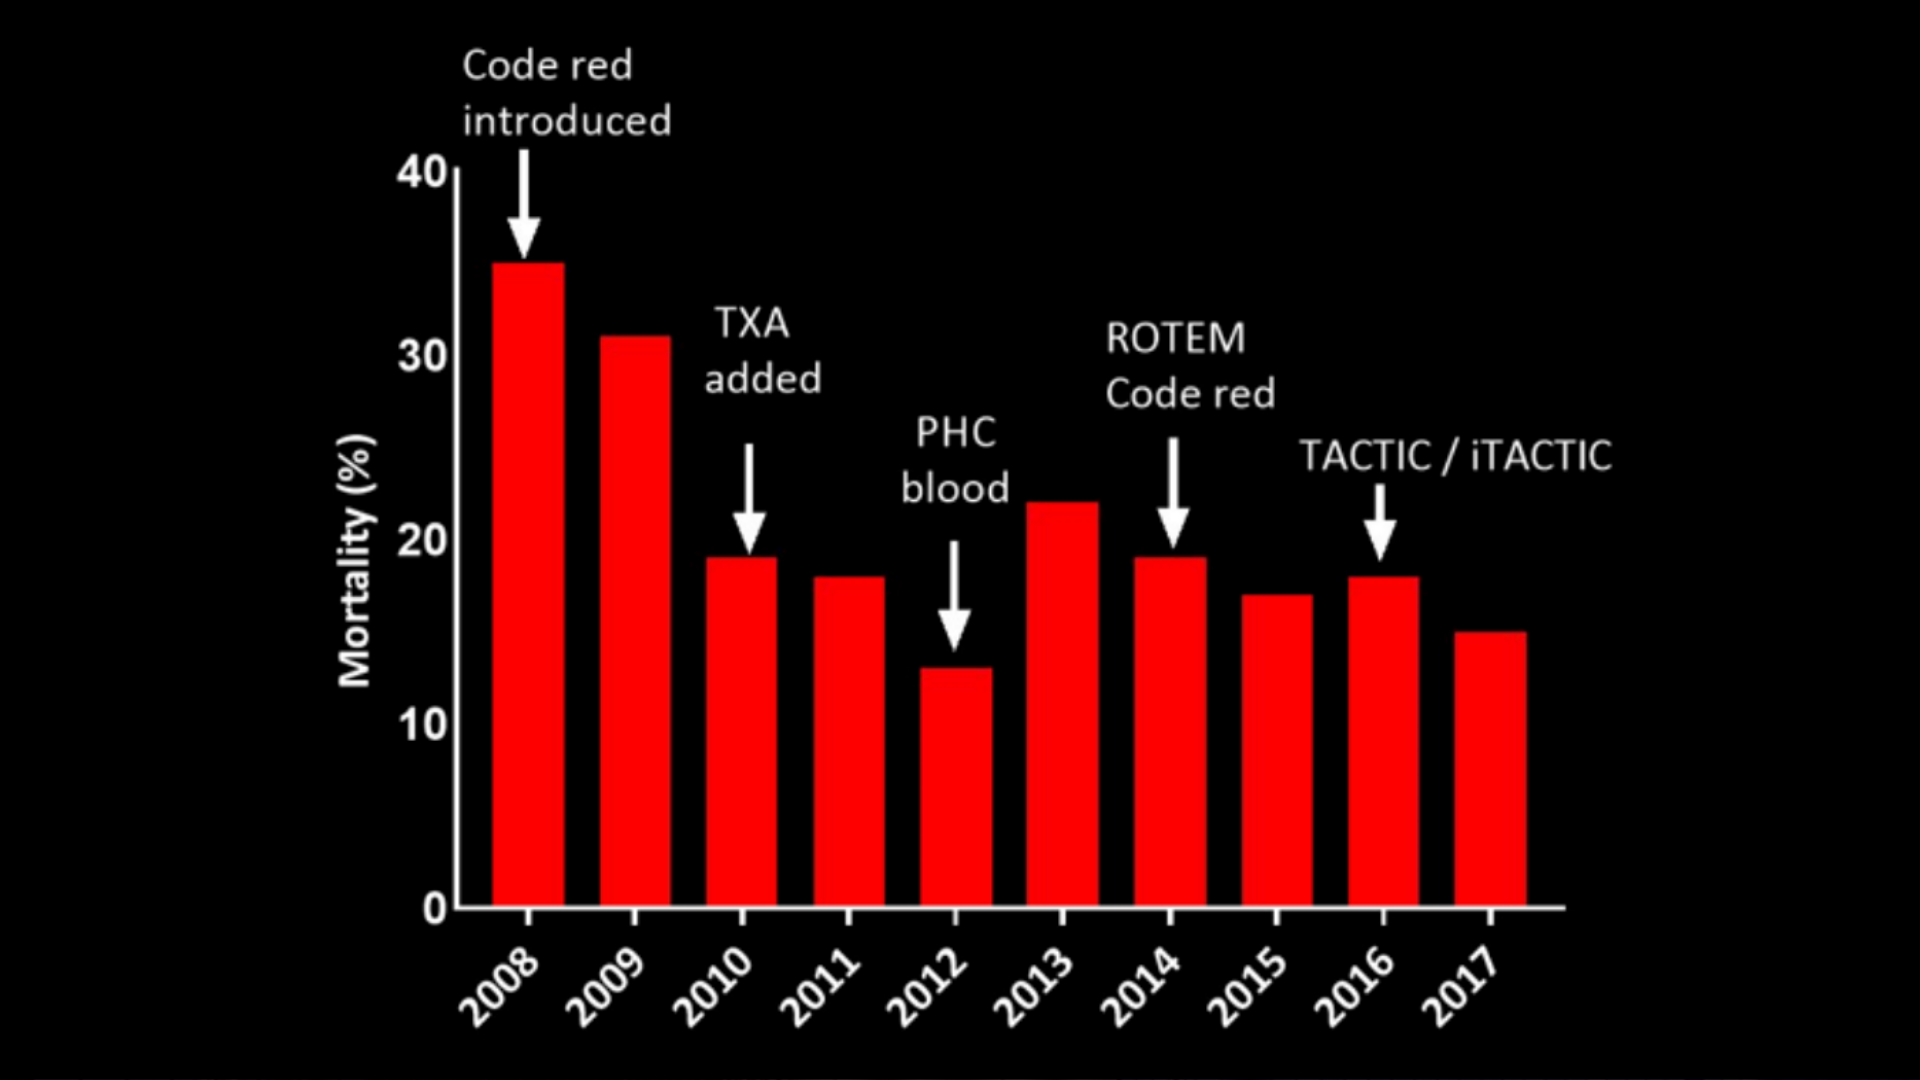 Code red
introduced
40
30
20
10
0
Mortality (%)
TXA
added
PHC
blood
ROTEM
Code red
TACTIC / iTACTIC
2008
2009
2010
2011
2012
2013
2014
2015
2016
2017